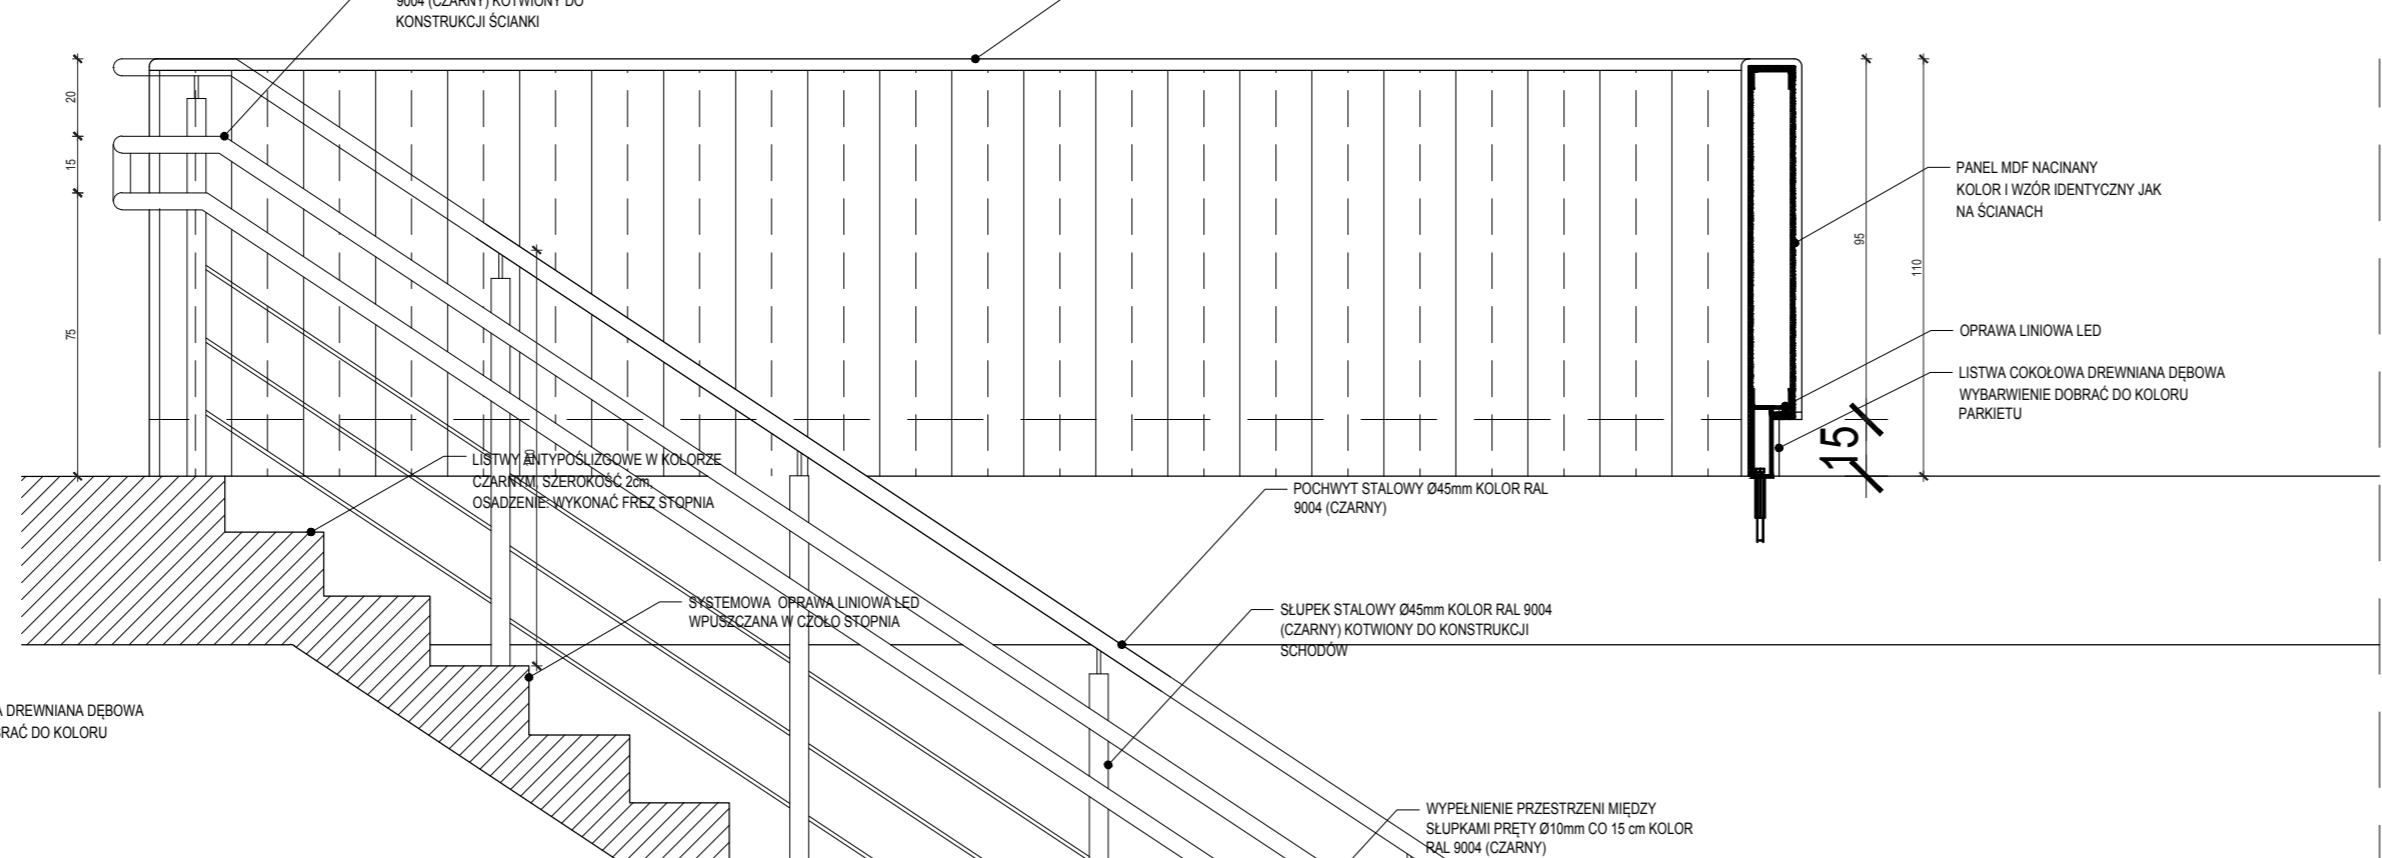 9004 (CZARNY) KOTWIONY DO
KONSTRUKCJI ŚCIANKI
20
15
75
PANEL MDF NACINANY
KOLOR I WZÓR IDENTYCZNY JAK
NA ŚCIANACH
95
110
OPRAWA LINIOWA LED
LISTWA COKOŁOWA DREWNIANA DĘBOWA
WYBARWIENIE DOBRAĆ DO KOLORU
PARKIETU
15
LISTWY ANTYPOŚLIZGOWE W KOLORZE
CZARNYM, SZEROKOŚĆ 2cm,
OSADZENIE: WYKONAĆ FREZ STOPNIA
POCHWYT STALOWY Ø45mm KOLOR RAL
9004 (CZARNY)
SYSTEMOWA OPRAWA LINIOWA LED
WPUSZCZANA W CZOŁO STOPNIA
SŁUPEK STALOWY Ø45mm KOLOR RAL 9004
(CZARNY) KOTWIONY DO KONSTRUKCJI
SCHODÓW
DREWNIANA DĘBOWA
DO KOLORU
WYPEŁNIENIE PRZESTRZENI MIĘDZY
SŁUPKAMI PRĘTY Ø10mm CO 15 cm KOLOR
RAL 9004 (CZARNY)